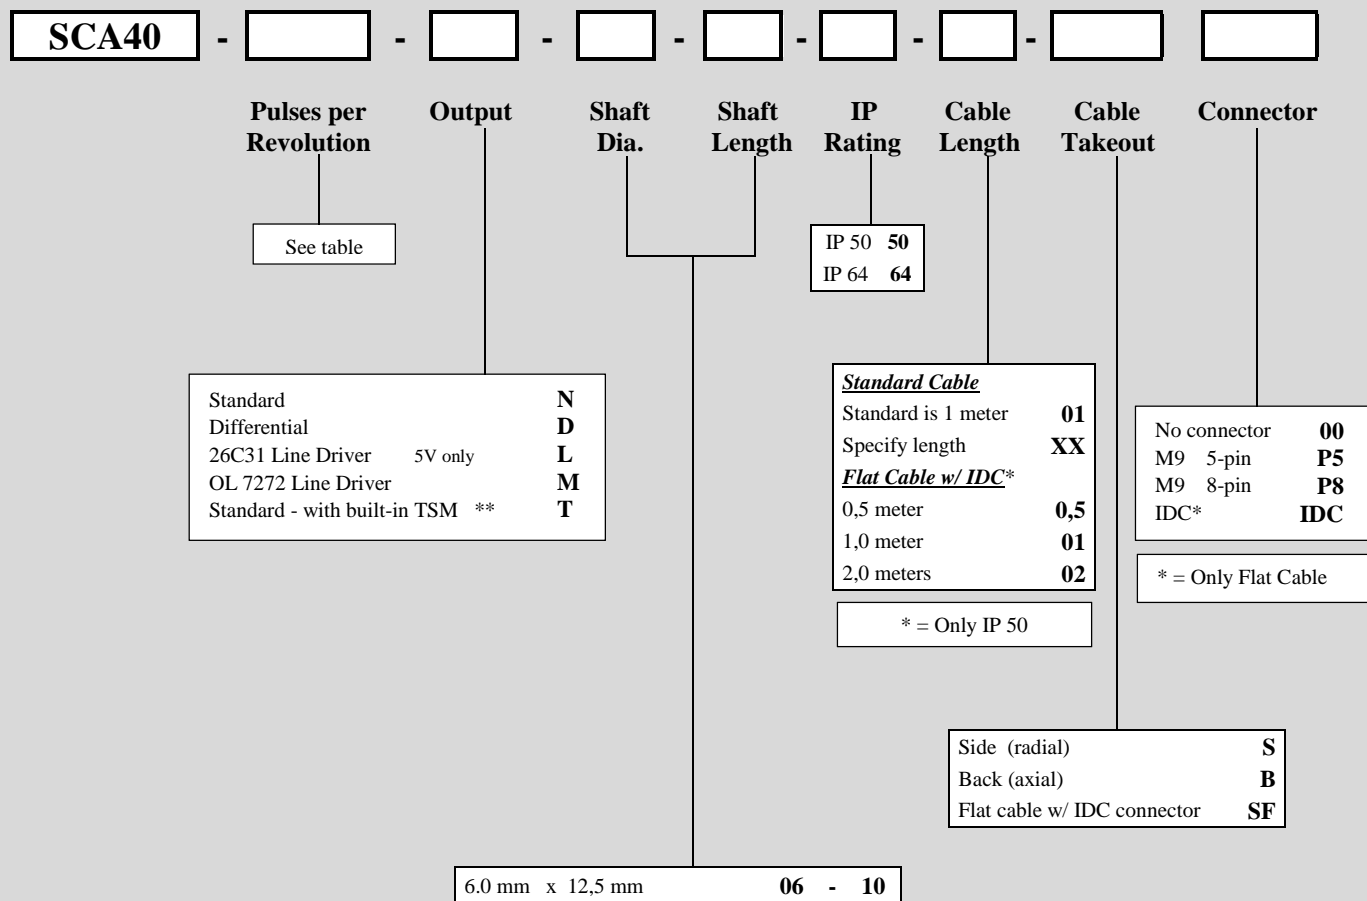 SCA40 - - - - - - -
Pulses per Revolution
Output
Shaft Dia.
Shaft Length
IP Rating
Cable Length
Cable Takeout
Connector
See table
IP 50 50
IP 64 64
Standard N
Differential D
26C31 Line Driver 5V only L
OL 7272 Line Driver M
Standard - with built-in TSM ** T
Standard Cable
Standard is 1 meter 01
Specify length XX
Flat Cable w/ IDC*
0,5 meter 0,5
1,0 meter 01
2,0 meters 02
* = Only IP 50
No connector 00
M9 5-pin P5
M9 8-pin P8
IDC* IDC
* = Only Flat Cable
Side (radial) S
Back (axial) B
Flat cable w/ IDC connector SF
6.0 mm x 12,5 mm 06 - 10